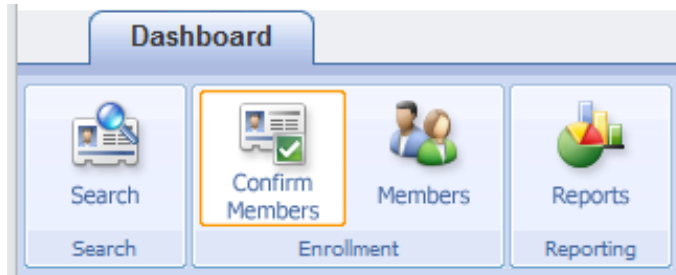 Dashboard
Search
Confirm
Members
Members
Reports
Search
Enrollment
Reporting